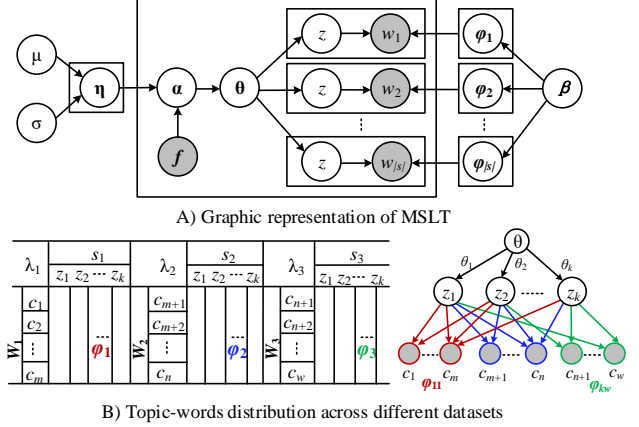 μ
σ
η
α
f
θ
z w₁ φ₁
z w₂ φ₂
z w|s| φ|s|
β
A) Graphic representation of MSLT
λ₁ s₁ λ₂ s₂ λ₃ s₃
z₁ z₂ ··· zₖ z₁ z₂ ··· zₖ z₁ z₂ ··· zₖ
W₁ c₁ c₂ ⋮ cₘ φ₁
W₂ cₘ₊₁ cₘ₊₂ ⋮ cₙ φ₂
W₃ cₙ₊₁ cₙ₊₂ ⋮ c_w φ₃
θ
θ₁ θ₂ θₖ
z₁ z₂ zₖ
c₁ cₘ cₘ₊₁ cₙ cₙ₊₁ c_w
φ₁₁ φ_kw
B) Topic-words distribution across different datasets